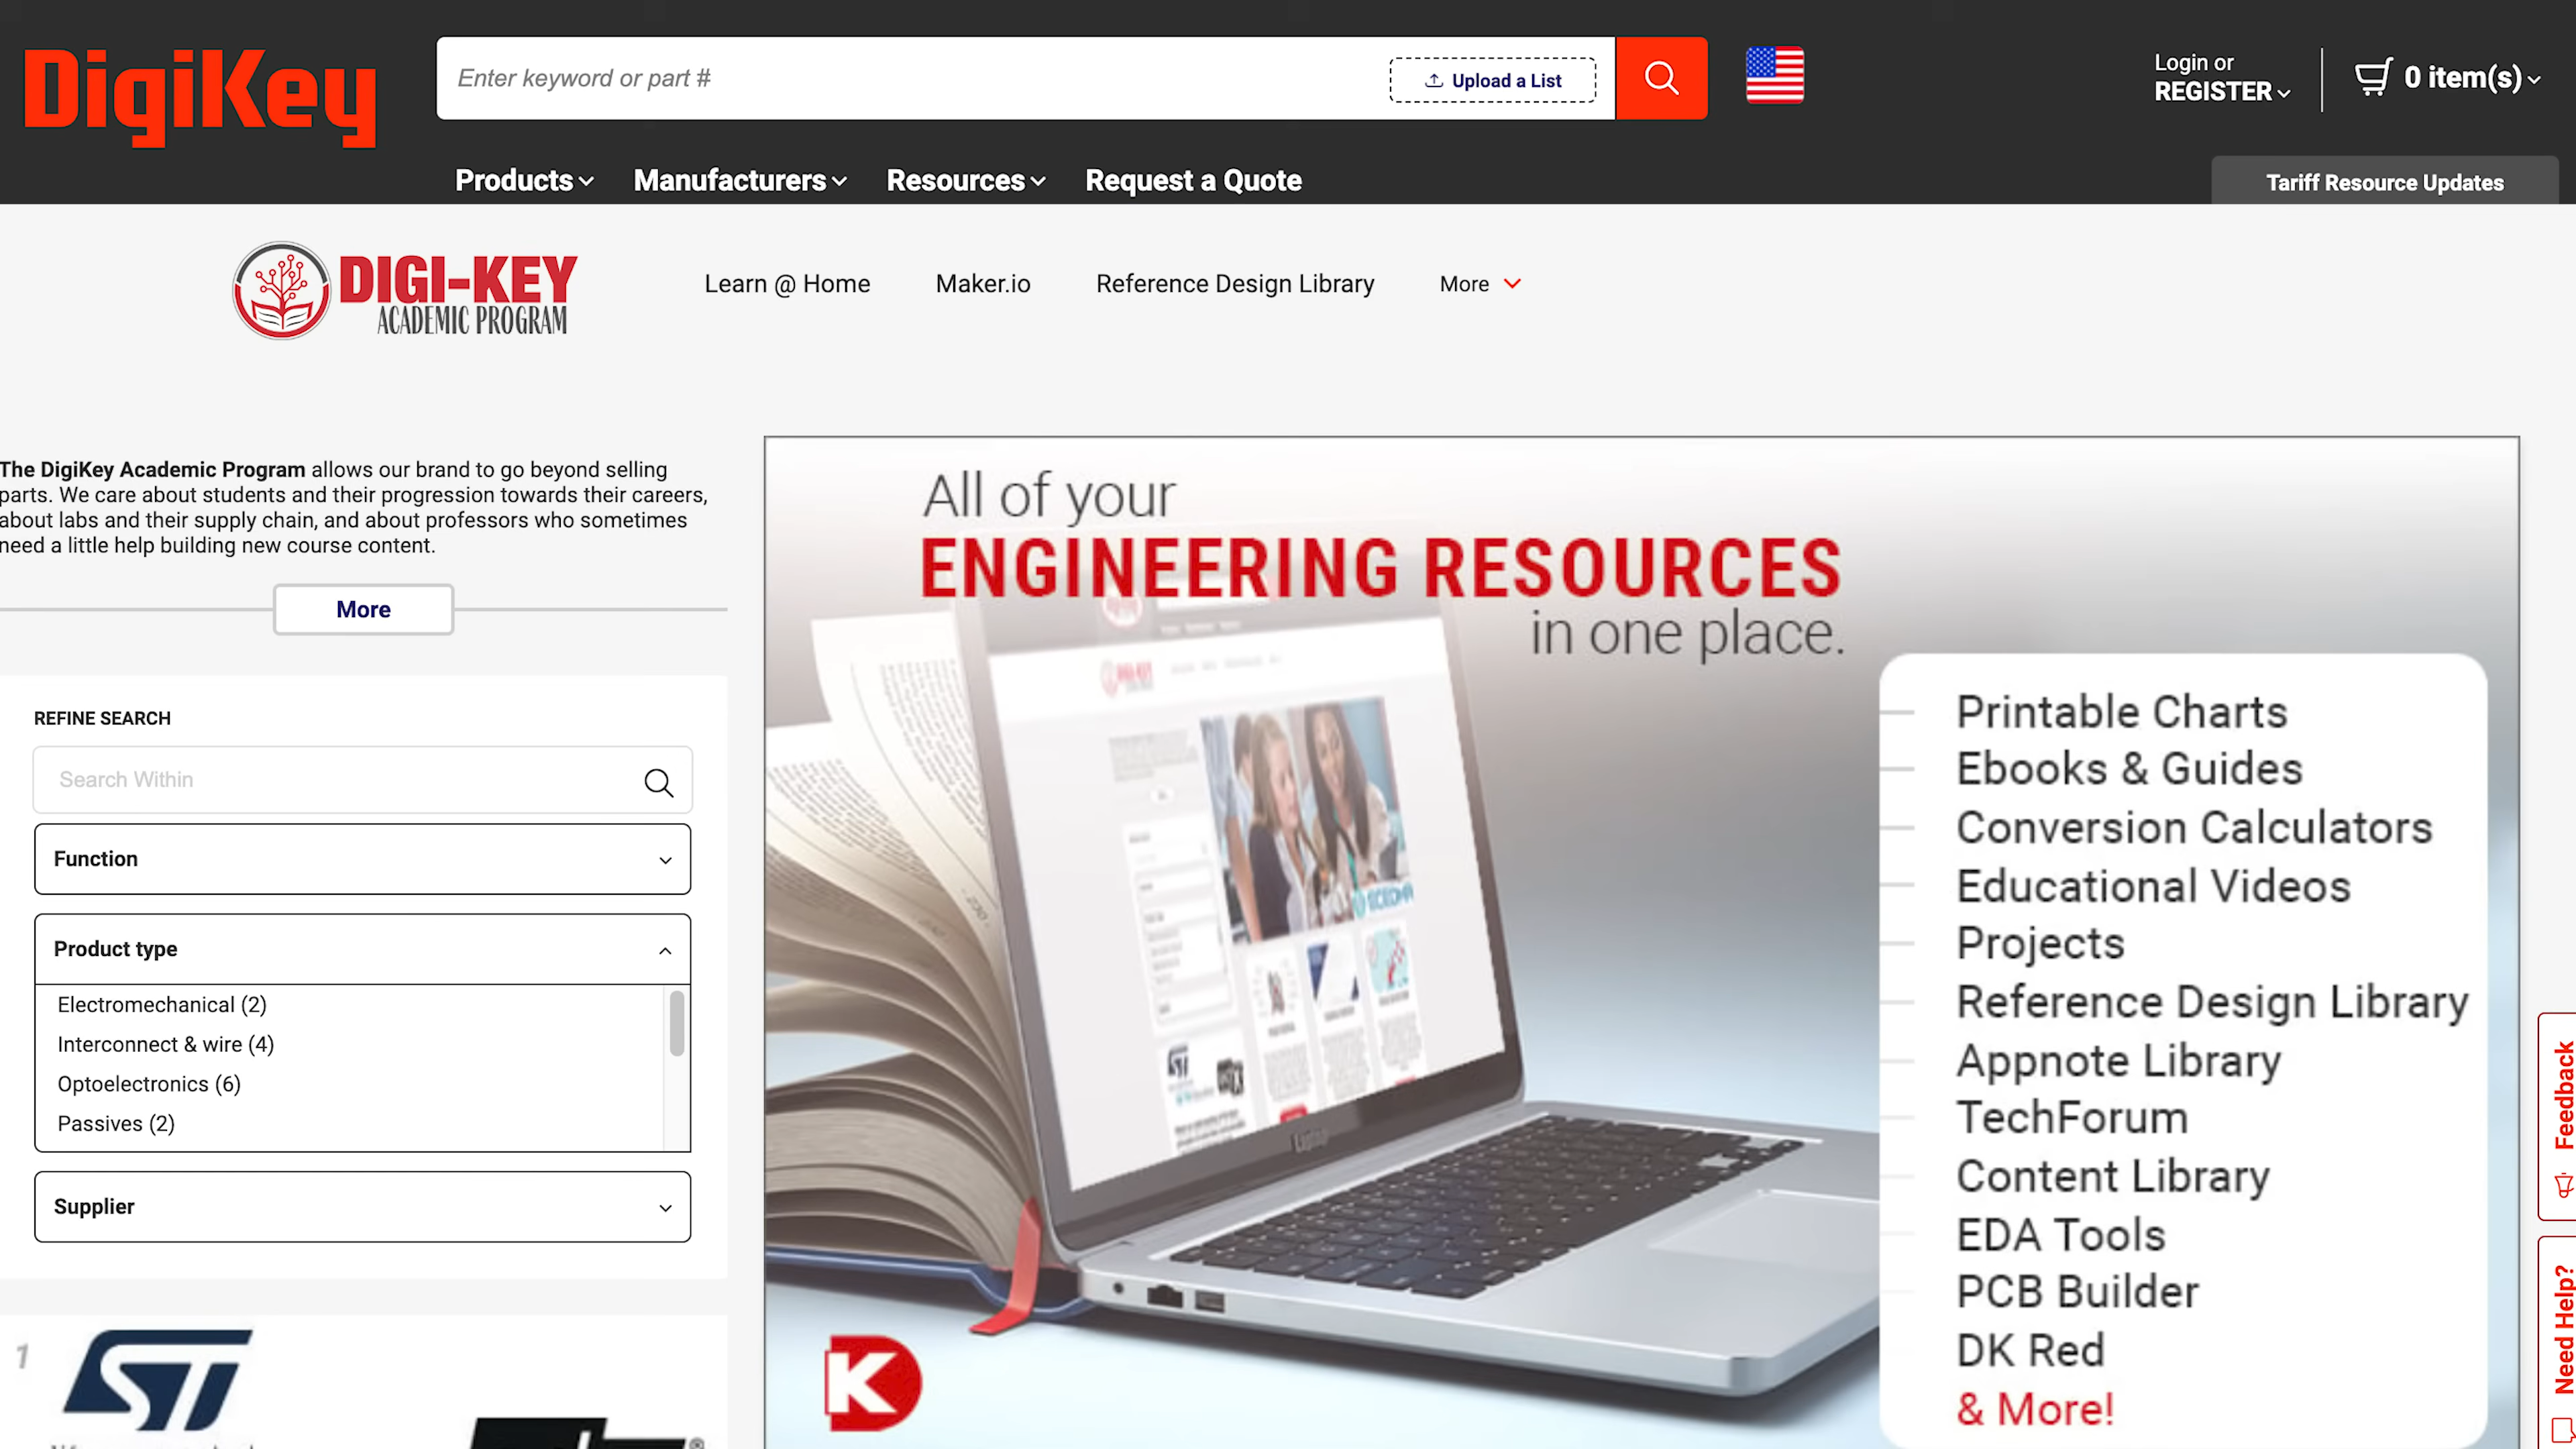 DigiKey
Enter keyword or part #
Upload a List
Login or
REGISTER
0 item(s)
Products
Manufacturers
Resources
Request a Quote
Tariff Resource Updates
DIGI-KEY
ACADEMIC PROGRAM
Learn @ Home
Maker.io
Reference Design Library
More
The DigiKey Academic Program allows our brand to go beyond selling
parts. We care about students and their progression towards their careers,
about labs and their supply chain, and about professors who sometimes
need a little help building new course content.
More
REFINE SEARCH
Search Within
Function
Product type
Electromechanical (2)
Interconnect & wire (4)
Optoelectronics (6)
Passives (2)
Supplier
1
ST
All of your
ENGINEERING RESOURCES
in one place.
Printable Charts
Ebooks & Guides
Conversion Calculators
Educational Videos
Projects
Reference Design Library
Appnote Library
TechForum
Content Library
EDA Tools
PCB Builder
DK Red
& More!
K
Feedback
Need Help?